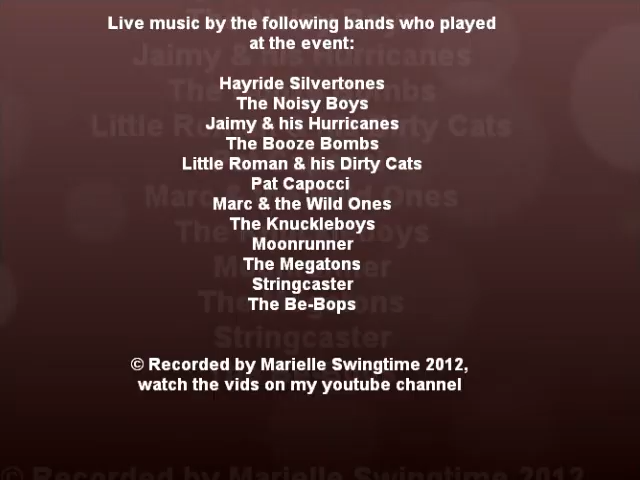 Live music by the following bands who played
at the event:
Hayride Silvertones
The Noisy Boys
Jaimy & his Hurricanes
The Booze Bombs
Little Roman & his Dirty Cats
Pat Capocci
Marc & the Wild Ones
The Knuckleboys
Moonrunner
The Megatons
Stringcaster
The Be-Bops
© Recorded by Marielle Swingtime 2012,
watch the vids on my youtube channel